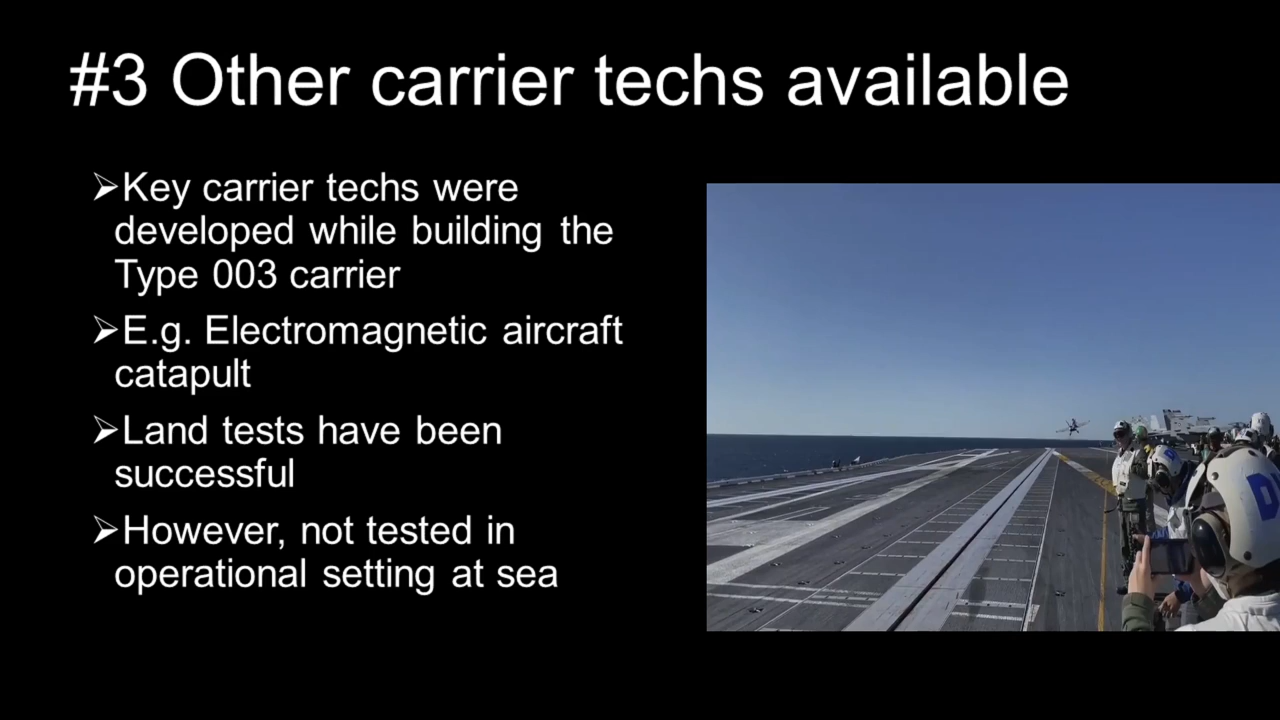 #3 Other carrier techs available
➢Key carrier techs were
developed while building the
Type 003 carrier
➢E.g. Electromagnetic aircraft
catapult
➢Land tests have been
successful
➢However, not tested in
operational setting at sea